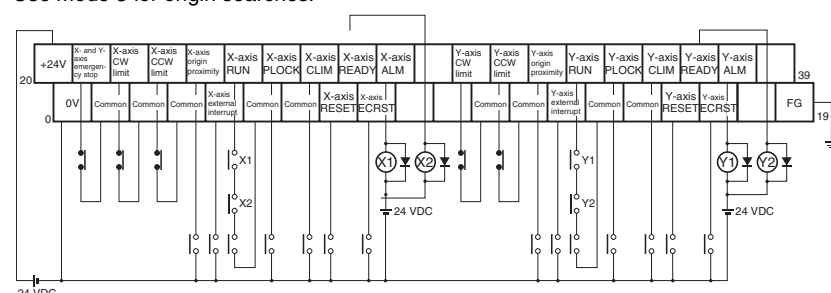 Use mode 3 for origin searches.
+24V
X- and Y-axis emergency stop
X-axis CW limit
X-axis CCW limit
X-axis origin proximity
X-axis RUN
X-axis PLOCK
X-axis CLIM
X-axis READY
X-axis ALM
Y-axis CW limit
Y-axis CCW limit
Y-axis origin proximity
Y-axis RUN
Y-axis PLOCK
Y-axis CLIM
Y-axis READY
Y-axis ALM
20
39
0V
Common
Common
Common
X-axis external interrupt
Common
Common
X-axis RESET
X-axis ECRST
Common
Common
Common
Y-axis external interrupt
Common
Common
Y-axis RESET
Y-axis ECRST
FG
0
19
X1
X2
X1
X2
Y1
Y2
Y1
Y2
24 VDC
24 VDC
24 VDC